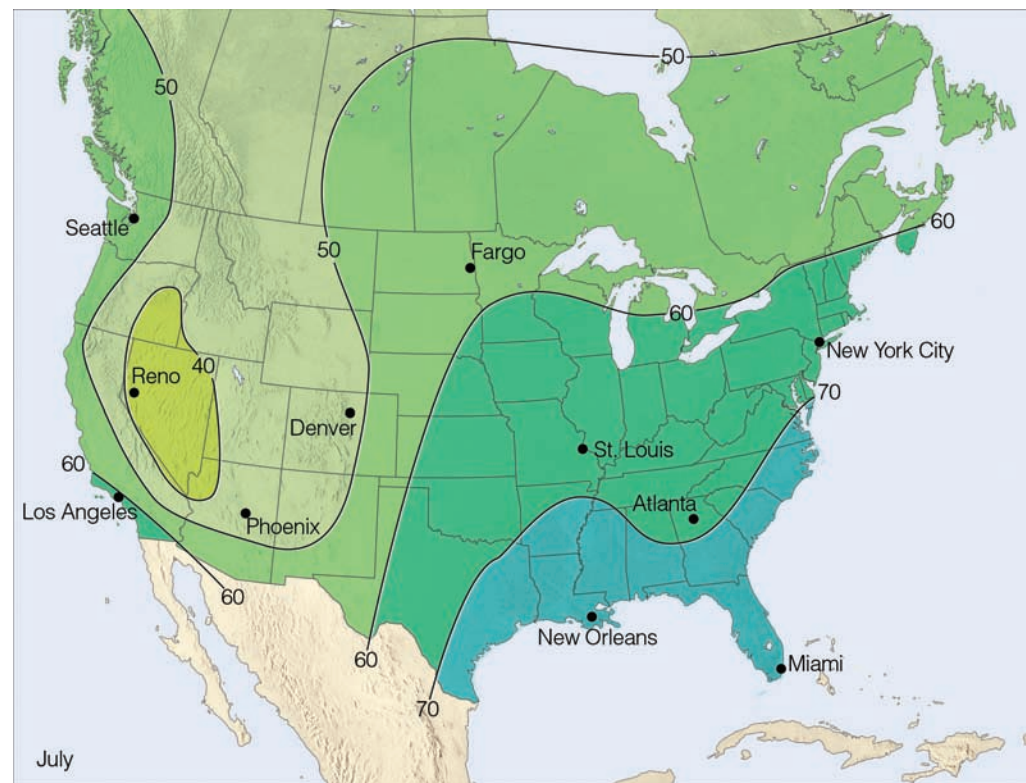 50
50
60
Seattle
50
Fargo
60
40
Reno
New York City
70
Denver
St. Louis
60
Los Angeles
Atlanta
Phoenix
60
New Orleans
60
Miami
70
July